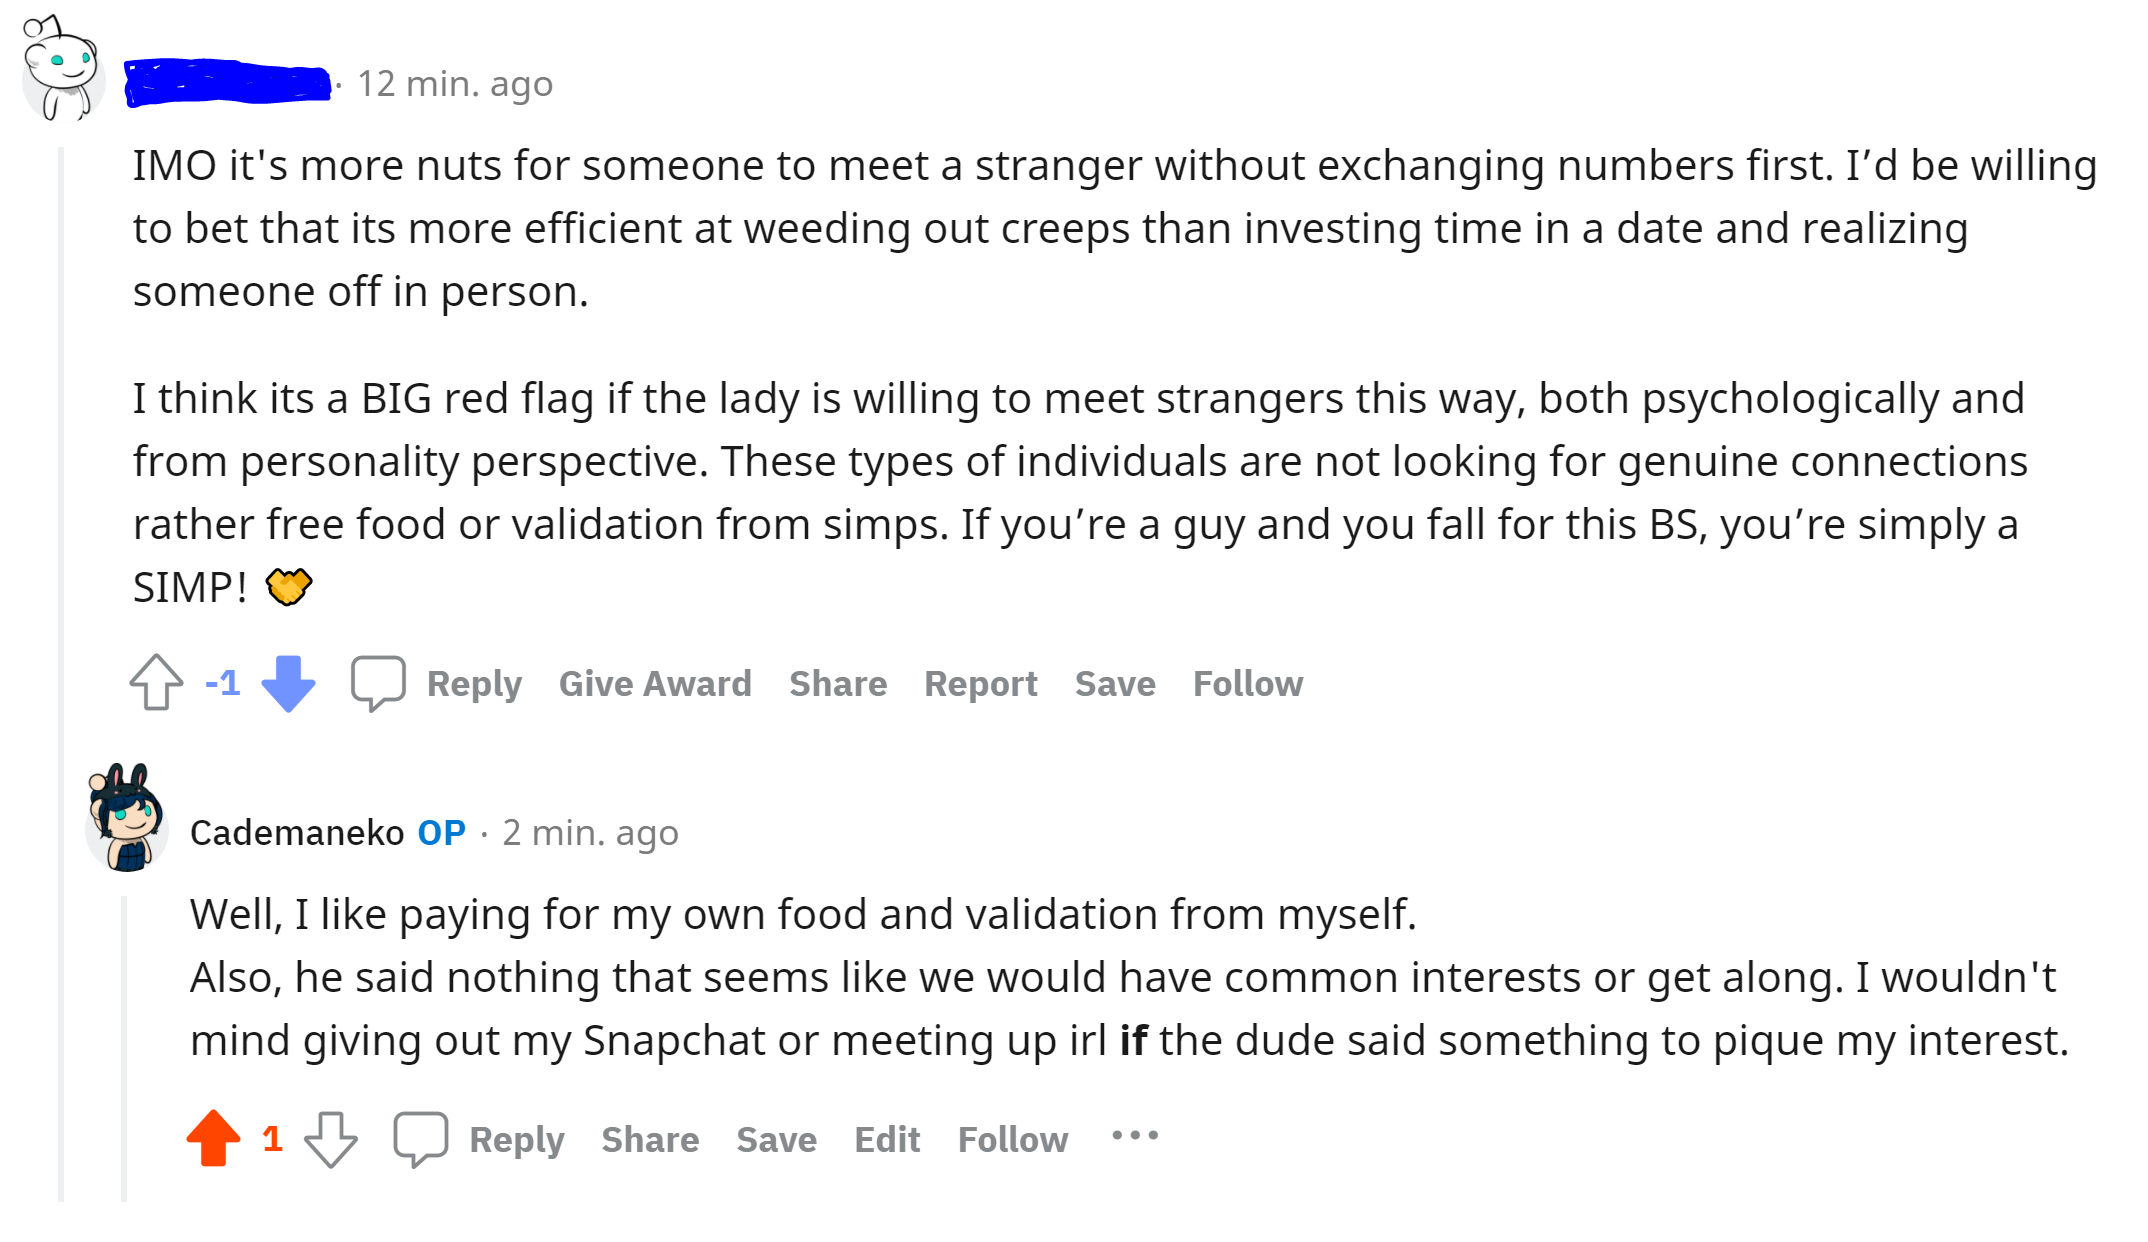 · 12 min. ago
IMO it's more nuts for someone to meet a stranger without exchanging numbers first. I’d be willing
to bet that its more efficient at weeding out creeps than investing time in a date and realizing
someone off in person.
I think its a BIG red flag if the lady is willing to meet strangers this way, both psychologically and
from personality perspective. These types of individuals are not looking for genuine connections
rather free food or validation from simps. If you’re a guy and you fall for this BS, you’re simply a
SIMP! 🤝
-1 Reply Give Award Share Report Save Follow
Cademaneko OP · 2 min. ago
Well, I like paying for my own food and validation from myself.
Also, he said nothing that seems like we would have common interests or get along. I wouldn't
mind giving out my Snapchat or meeting up irl if the dude said something to pique my interest.
1 Reply Share Save Edit Follow ...